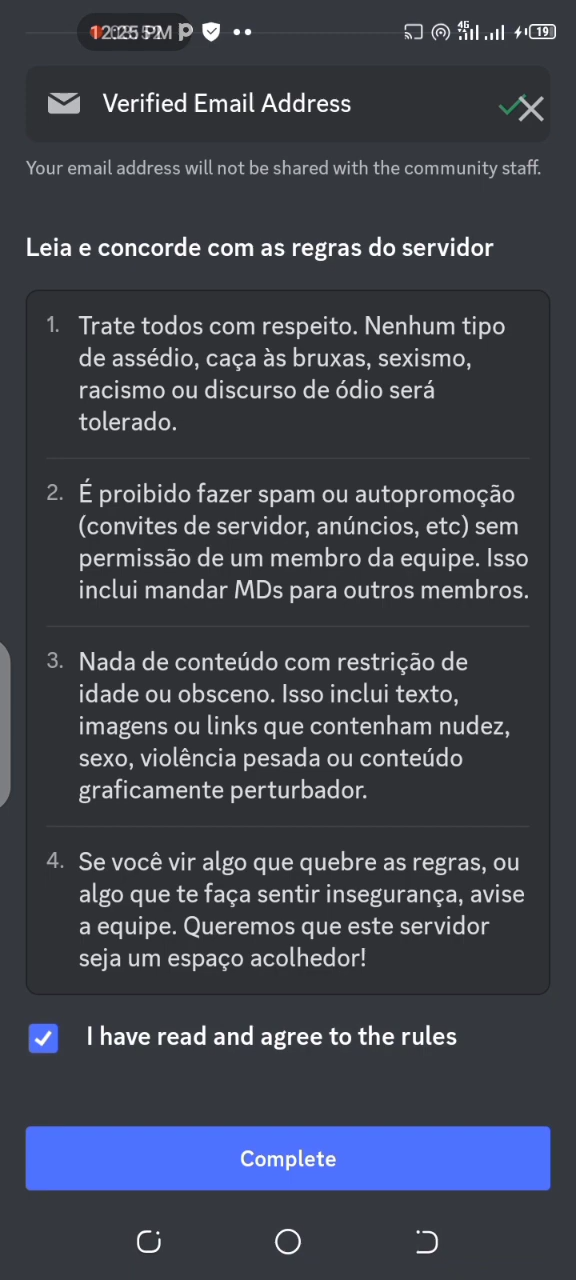 12:25 PM
19
Verified Email Address
Your email address will not be shared with the community staff.
Leia e concorde com as regras do servidor
1. Trate todos com respeito. Nenhum tipo
de assédio, caça às bruxas, sexismo,
racismo ou discurso de ódio será
tolerado.
2. É proibido fazer spam ou autopromoção
(convites de servidor, anúncios, etc) sem
permissão de um membro da equipe. Isso
inclui mandar MDs para outros membros.
3. Nada de conteúdo com restrição de
idade ou obsceno. Isso inclui texto,
imagens ou links que contenham nudez,
sexo, violência pesada ou conteúdo
graficamente perturbador.
4. Se você vir algo que quebre as regras, ou
algo que te faça sentir insegurança, avise
a equipe. Queremos que este servidor
seja um espaço acolhedor!
I have read and agree to the rules
Complete